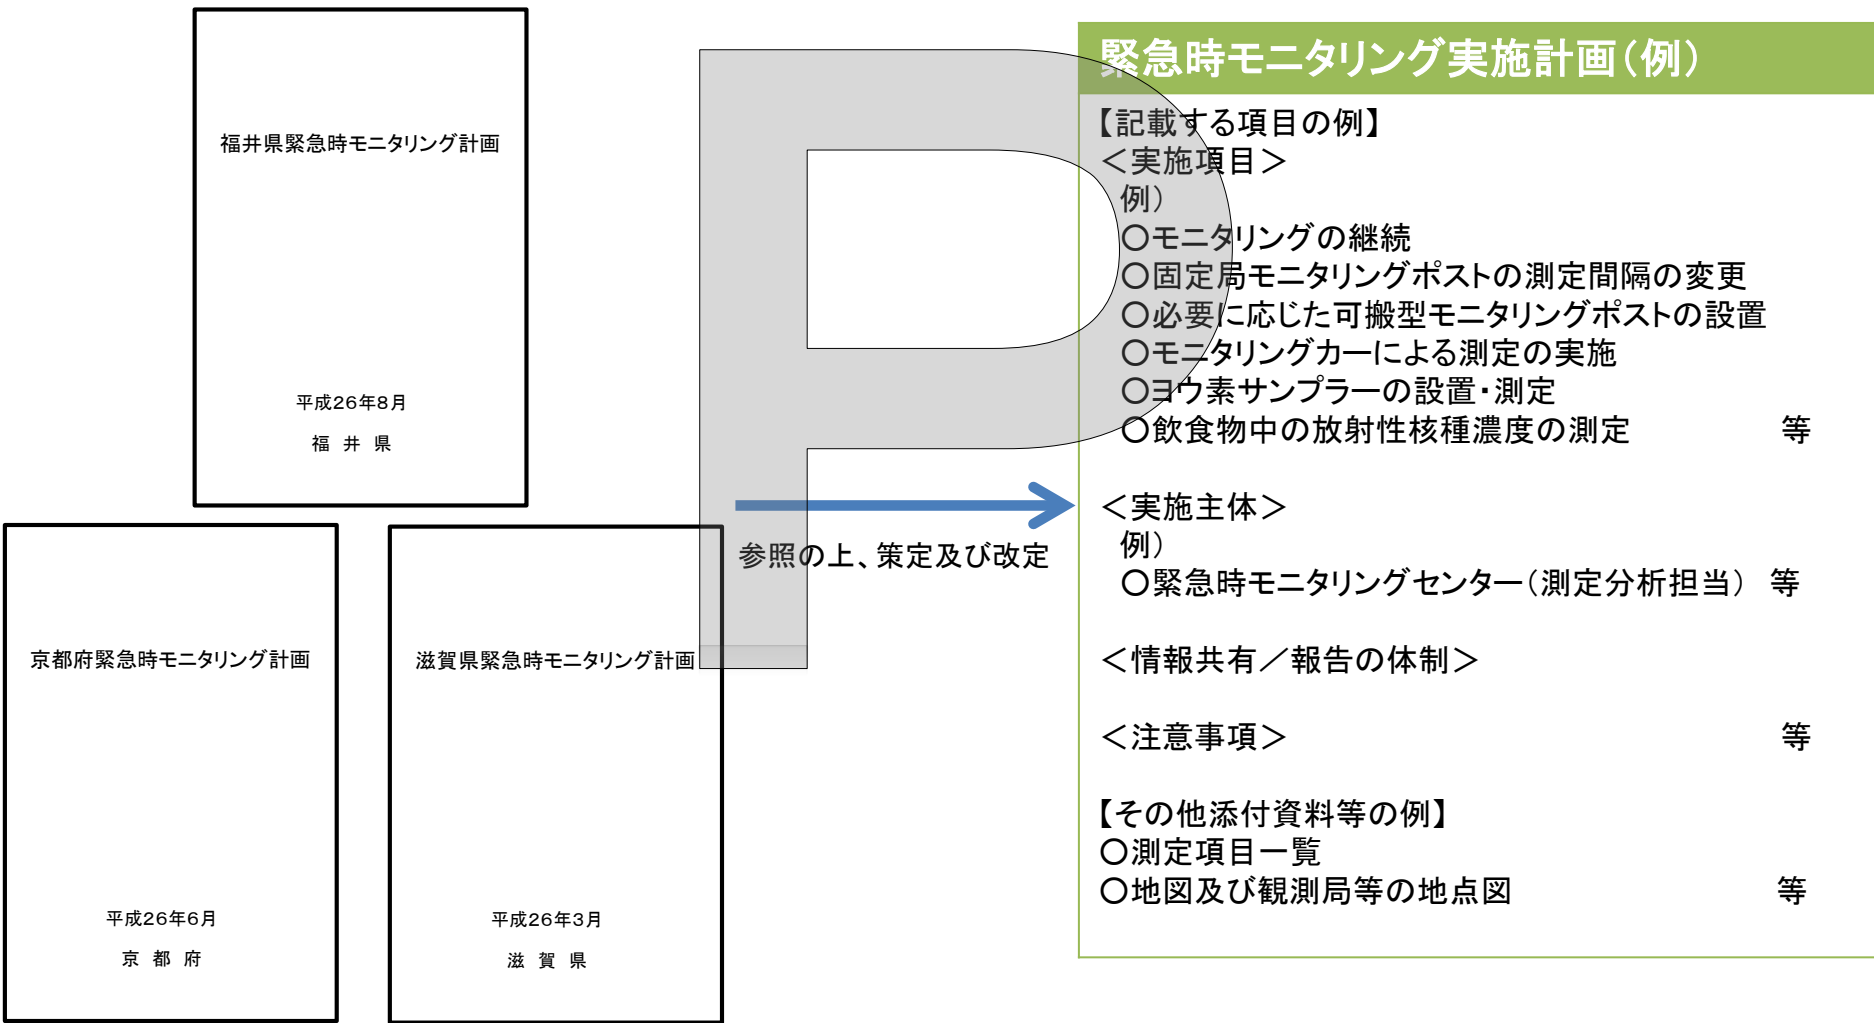 福井県緊急時モニタリング計画
平成26年8月
福 井 県
京都府緊急時モニタリング計画
平成26年6月
京 都 府
滋賀県緊急時モニタリング計画
平成26年3月
滋 賀 県
P
参照の上、策定及び改定
緊急時モニタリング実施計画(例)
【記載する項目の例】
＜実施項目＞
例)
○モニタリングの継続
○固定局モニタリングポストの測定間隔の変更
○必要に応じた可搬型モニタリングポストの設置
○モニタリングカーによる測定の実施
○ヨウ素サンプラーの設置・測定
○飲食物中の放射性核種濃度の測定 等
＜実施主体＞
例)
○緊急時モニタリングセンター(測定分析担当) 等
＜情報共有／報告の体制＞
＜注意事項＞ 等
【その他添付資料等の例】
○測定項目一覧
○地図及び観測局等の地点図 等